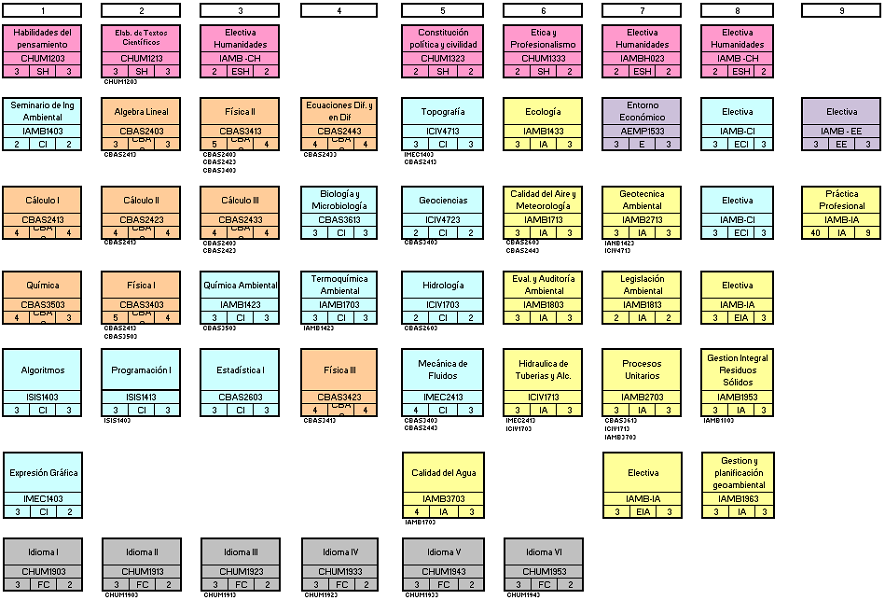 1 2 3 4 5 6 7 8 9
Habilidades del pensamiento
CHUM1203
3 SH 3
Elab. de Textos Científicos
CHUM1213
3 SH 3
CHUM1203
Electiva Humanidades
IAMB -CH
2 ESH 2
Constitución política y civilidad
CHUM1323
2 SH 2
Etica y Profesionalismo
CHUM1333
2 SH 2
Electiva Humanidades
IAMBH023
2 ESH 2
Electiva Humanidades
IAMB -CH
2 ESH 2
Seminario de Ing Ambiental
IAMB1403
2 CI 2
Algebra Lineal
CBAS2403
3 CBA 3
CBAS2413
Física II
CBAS3413
5 CBA 4
CBAS2403
CBAS2423
CBAS3403
Ecuaciones Dif. y en Dif
CBAS2443
4 CBA 4
CBAS2433
Topografía
ICIV4713
3 CI 3
IMEC1403
CBAS2413
Ecología
IAMB1433
3 IA 3
Entorno Económico
AEMP1533
3 E 3
Electiva
IAMB-CI
3 ECI 3
Electiva
IAMB - EE
3 EE 3
Cálculo I
CBAS2413
4 CBA 4
Cálculo II
CBAS2423
4 CBA 4
CBAS2413
Cálculo III
CBAS2433
4 CBA 4
CBAS2403
CBAS2423
Biología y Microbiología
CBAS3613
3 CI 3
Geociencias
ICIV4723
2 CI 2
CBAS3403
Calidad del Aire y Meteorología
IAMB1713
3 IA 3
CBAS2603
CBAS2443
Geotecnica Ambiental
IAMB2713
3 IA 3
IAMB1423
ICIV4713
Electiva
IAMB-CI
3 ECI 3
Práctica Profesional
IAMB-IA
40 IA 9
Química
CBAS3503
4 CBA 3
Física I
CBAS3403
5 CBA 4
CBAS2413
CBAS3503
Química Ambiental
IAMB1423
3 CI 3
CBAS3503
Termoquímica Ambiental
IAMB1703
3 CI 3
IAMB1423
Hidrología
ICIV1703
2 CI 2
CBAS2603
Eval. y Auditoría Ambiental
IAMB1803
3 IA 3
Legislación Ambiental
IAMB1813
2 IA 2
Electiva
IAMB-IA
3 EIA 3
Algoritmos
ISIS1403
3 CI 3
Programación I
ISIS1413
3 CI 3
ISIS1403
Estadística I
CBAS2603
3 CI 3
Física III
CBAS3423
4 CBA 4
CBAS3413
Mecánica de Fluidos
IMEC2413
4 CI 3
CBAS3403
CBAS2443
Hidraulica de Tuberias y Alc.
ICIV1713
3 IA 3
IMEC2413
ICIV1703
Procesos Unitarios
IAMB2703
3 IA 3
CBAS3613
ICIV1713
IAMB3703
Gestion Integral Residuos Sólidos
IAMB1953
3 IA 3
IAMB1803
Expresión Gráfica
IMEC1403
3 CI 2
Calidad del Agua
IAMB3703
4 IA 3
IAMB1703
Electiva
IAMB-IA
3 EIA 3
Gestion y planificación geoambiental
IAMB1963
3 IA 3
Idioma I
CHUM1903
3 FC 2
Idioma II
CHUM1913
3 FC 2
CHUM1903
Idioma III
CHUM1923
3 FC 2
CHUM1913
Idioma IV
CHUM1933
3 FC 2
CHUM1923
Idioma V
CHUM1943
3 FC 2
CHUM1933
Idioma VI
CHUM1953
3 FC 2
CHUM1943